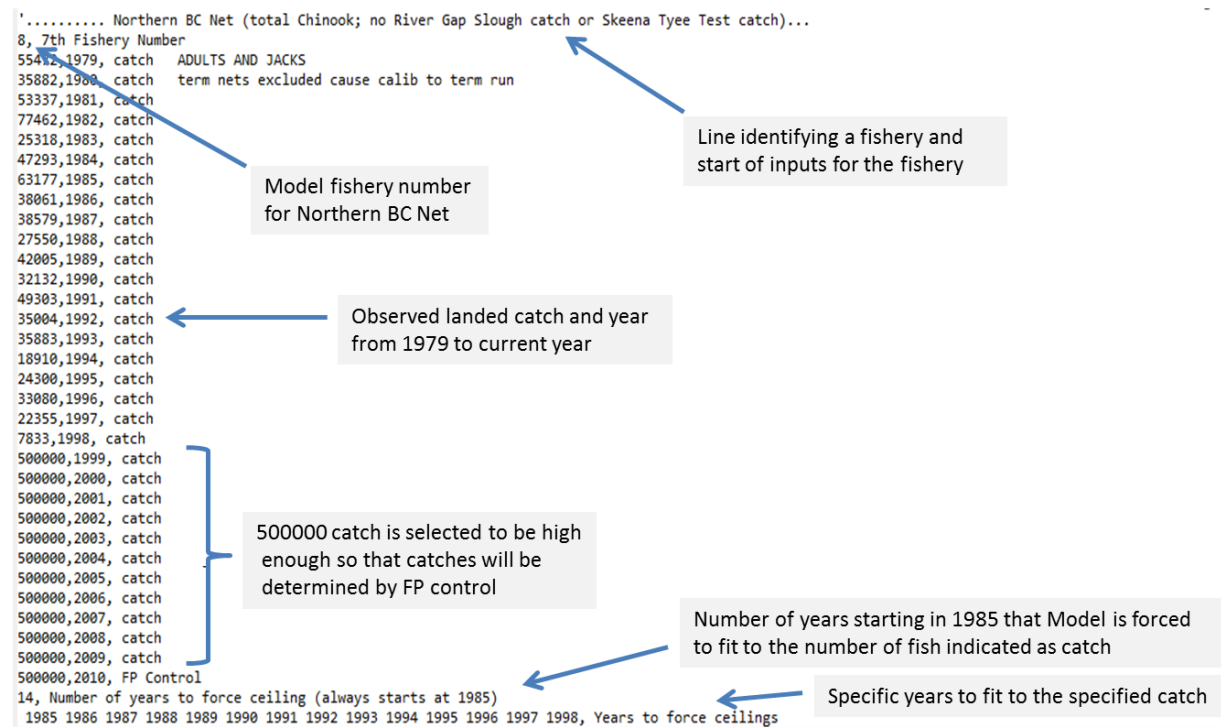 '.......... Northern BC Net (total Chinook; no River Gap Slough catch or Skeena Tyee Test catch)...
8, 7th Fishery Number
1979, catch ADULTS AND JACKS
35882,1980, catch term nets excluded cause calib to term run
53337,1981, catch
77462,1982, catch
25318,1983, catch
47293,1984, catch
63177,1985, catch
38061,1986, catch
38579,1987, catch
27550,1988, catch
42005,1989, catch
32132,1990, catch
49303,1991, catch
35004,1992, catch
35883,1993, catch
18910,1994, catch
24300,1995, catch
33080,1996, catch
22355,1997, catch
7833,1998, catch
500000,1999, catch
500000,2000, catch
500000,2001, catch
500000,2002, catch
500000,2003, catch
500000,2004, catch
500000,2005, catch
500000,2006, catch
500000,2007, catch
500000,2008, catch
500000,2009, catch
500000,2010, FP Control
14, Number of years to force ceiling (always starts at 1985)
1985 1986 1987 1988 1989 1990 1991 1992 1993 1994 1995 1996 1997 1998, Years to force ceilings
Line identifying a fishery and
start of inputs for the fishery
Model fishery number
for Northern BC Net
Observed landed catch and year
from 1979 to current year
500000 catch is selected to be high
enough so that catches will be
determined by FP control
Number of years starting in 1985 that Model is forced
to fit to the number of fish indicated as catch
Specific years to fit to the specified catch